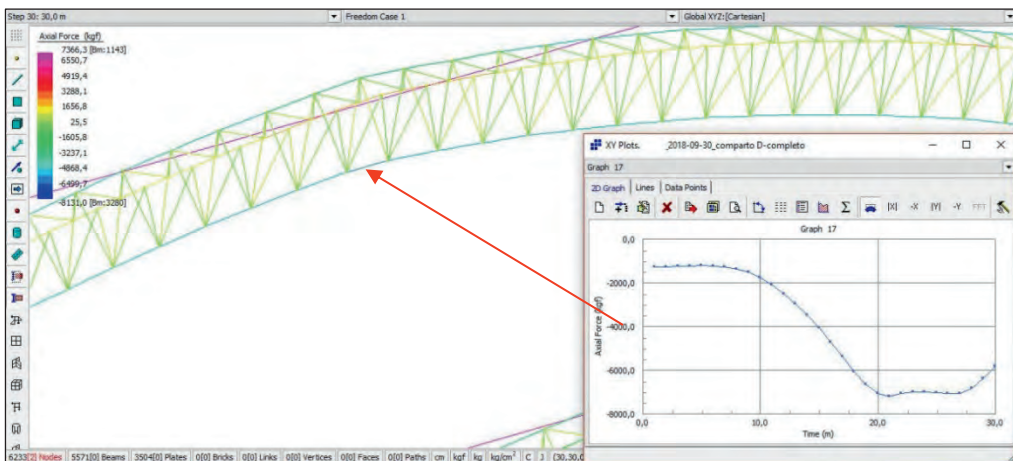 Step 30: 30,0 m
Freedom Case 1
Global XYZ:[Cartesian]
Axial Force (kgf)
7366,3 [Bm:1143]
6550,7
4919,4
3288,1
1656,8
25,5
-1605,8
-3237,1
-4868,4
-6499,7
-8131,0 [Bm:3280]
XY Plots.
_2018-09-30_comparto D-completo
Graph 17
2D Graph Lines Data Points
Σ |X| -X |Y| -Y FFT
Graph 17
0,0
-2000,0
-4000,0
-6000,0
-8000,0
Axial Force (kgf)
0,0 10,0 20,0 30,0
Time (m)
6233[2] Nodes 5571[0] Beams 3504[0] Plates 0[0] Bricks 0[0] Links 0[0] Vertices 0[0] Faces 0[0] Paths cm kgf kg kg/cm² C J (30,30,0